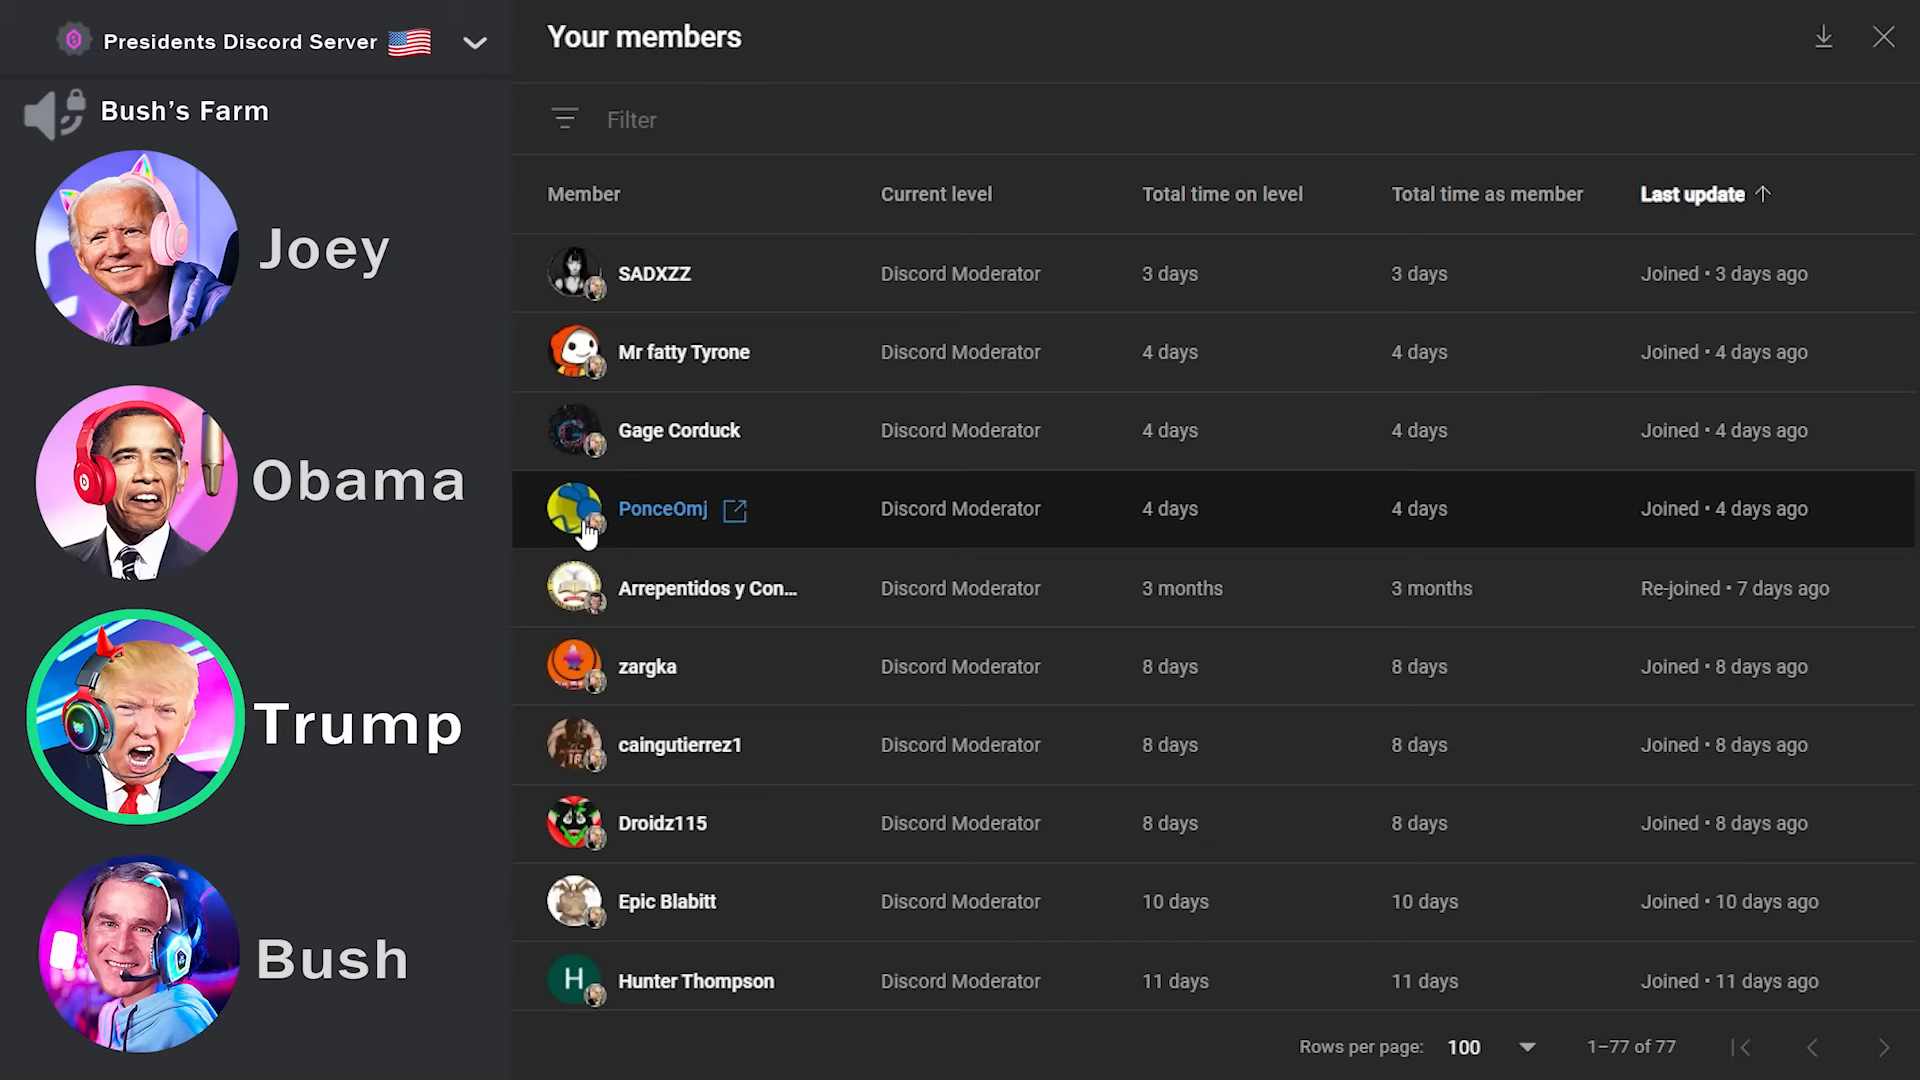 Presidents Discord Server
Bush’s Farm
Joey
Obama
Trump
Bush
Your members
Filter
Member Current level Total time on level Total time as member Last update
SADXZZ Discord Moderator 3 days 3 days Joined • 3 days ago
Mr fatty Tyrone Discord Moderator 4 days 4 days Joined • 4 days ago
Gage Corduck Discord Moderator 4 days 4 days Joined • 4 days ago
PonceOmj Discord Moderator 4 days 4 days Joined • 4 days ago
Arrepentidos y Con... Discord Moderator 3 months 3 months Re-joined • 7 days ago
zargka Discord Moderator 8 days 8 days Joined • 8 days ago
caingutierrez1 Discord Moderator 8 days 8 days Joined • 8 days ago
Droidz115 Discord Moderator 8 days 8 days Joined • 8 days ago
Epic Blabitt Discord Moderator 10 days 10 days Joined • 10 days ago
H Hunter Thompson Discord Moderator 11 days 11 days Joined • 11 days ago
Rows per page: 100 1–77 of 77